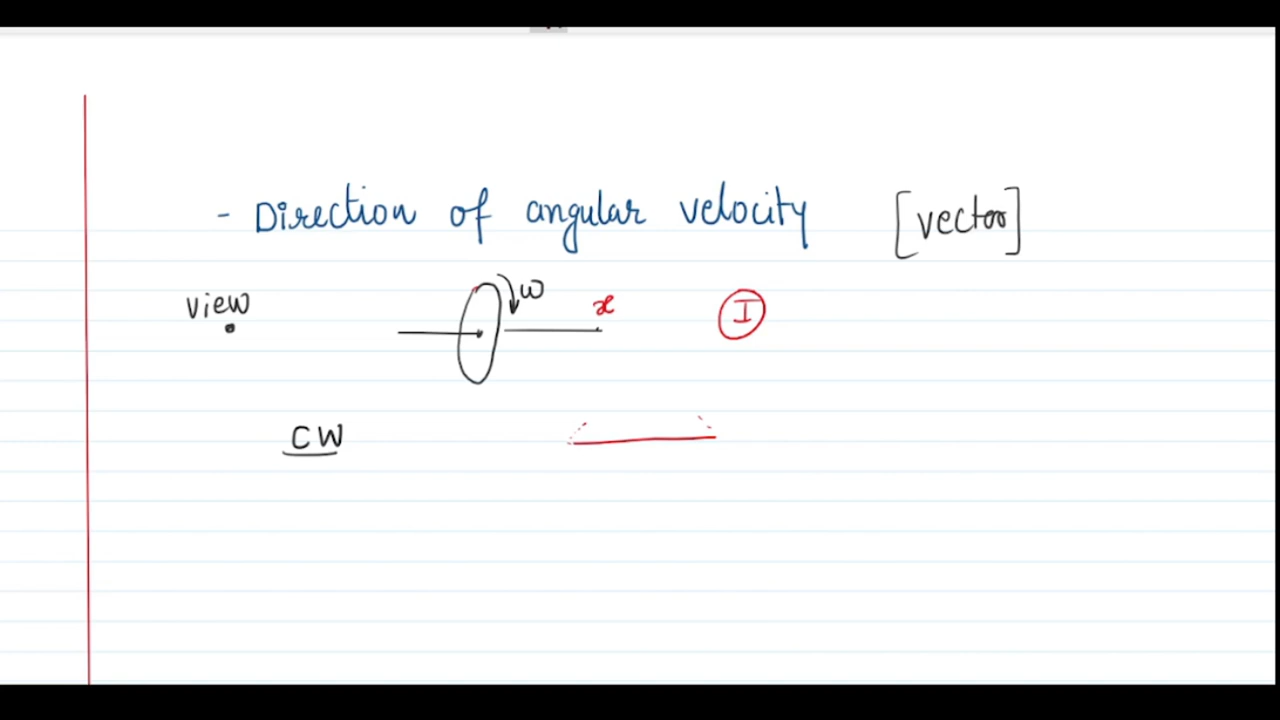 - Direction of angular velocity [vector]
view ω x I
CW